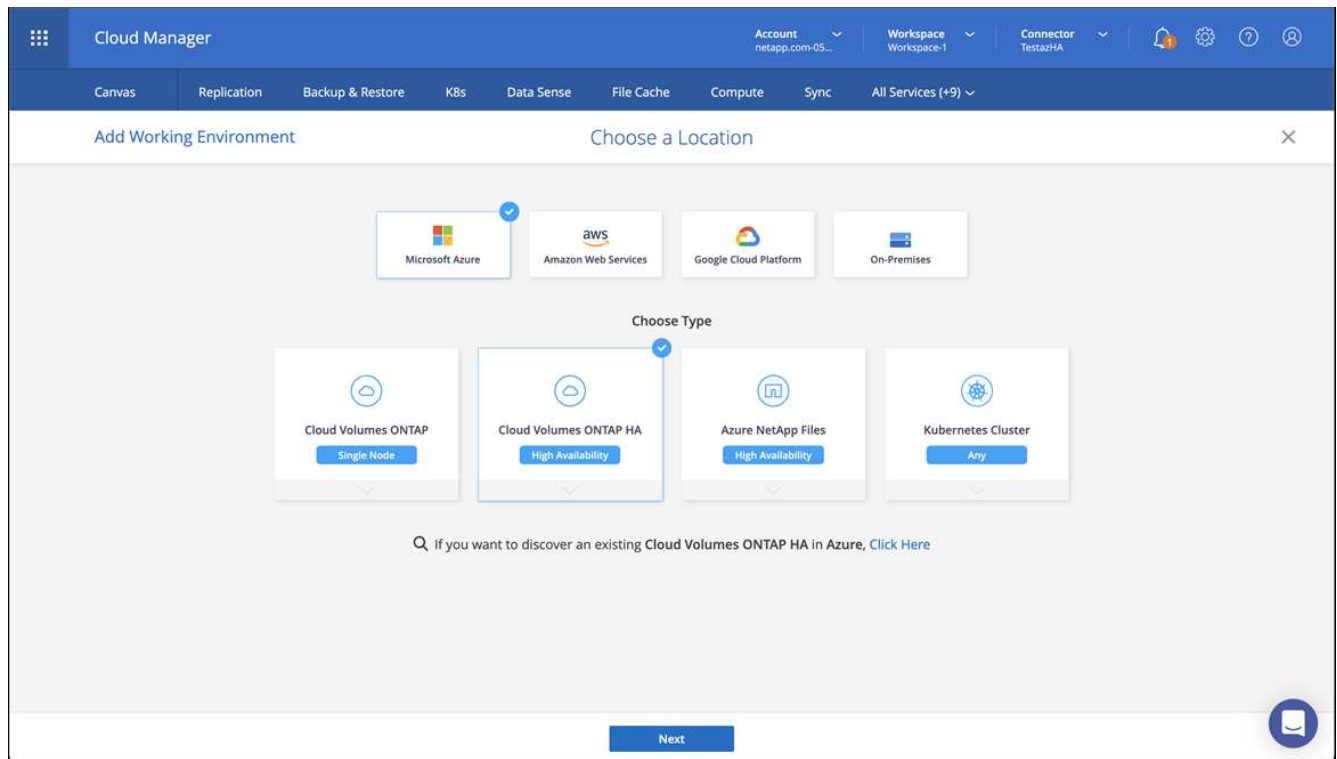 Cloud Manager
Account
netapp.com-05...
Workspace
Workspace-1
Connector
TestazHA
1
Canvas Replication Backup & Restore K8s Data Sense File Cache Compute Sync All Services (+9)
Add Working Environment Choose a Location
Microsoft Azure
aws
Amazon Web Services
Google Cloud Platform
On-Premises
Choose Type
Cloud Volumes ONTAP
Single Node
Cloud Volumes ONTAP HA
High Availability
Azure NetApp Files
High Availability
Kubernetes Cluster
Any
If you want to discover an existing Cloud Volumes ONTAP HA in Azure, Click Here
Next